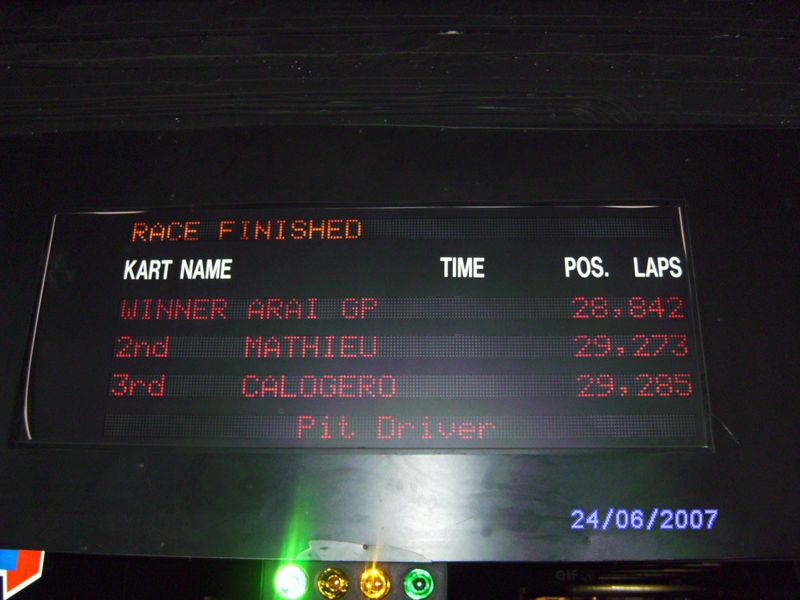 RACE FINISHED
KART NAME TIME POS. LAPS
WINNER ARAI GP 28,842
2nd MATHIEU 29,273
3rd CALOGERO 29,285
Pit Driver
24/06/2007
elf